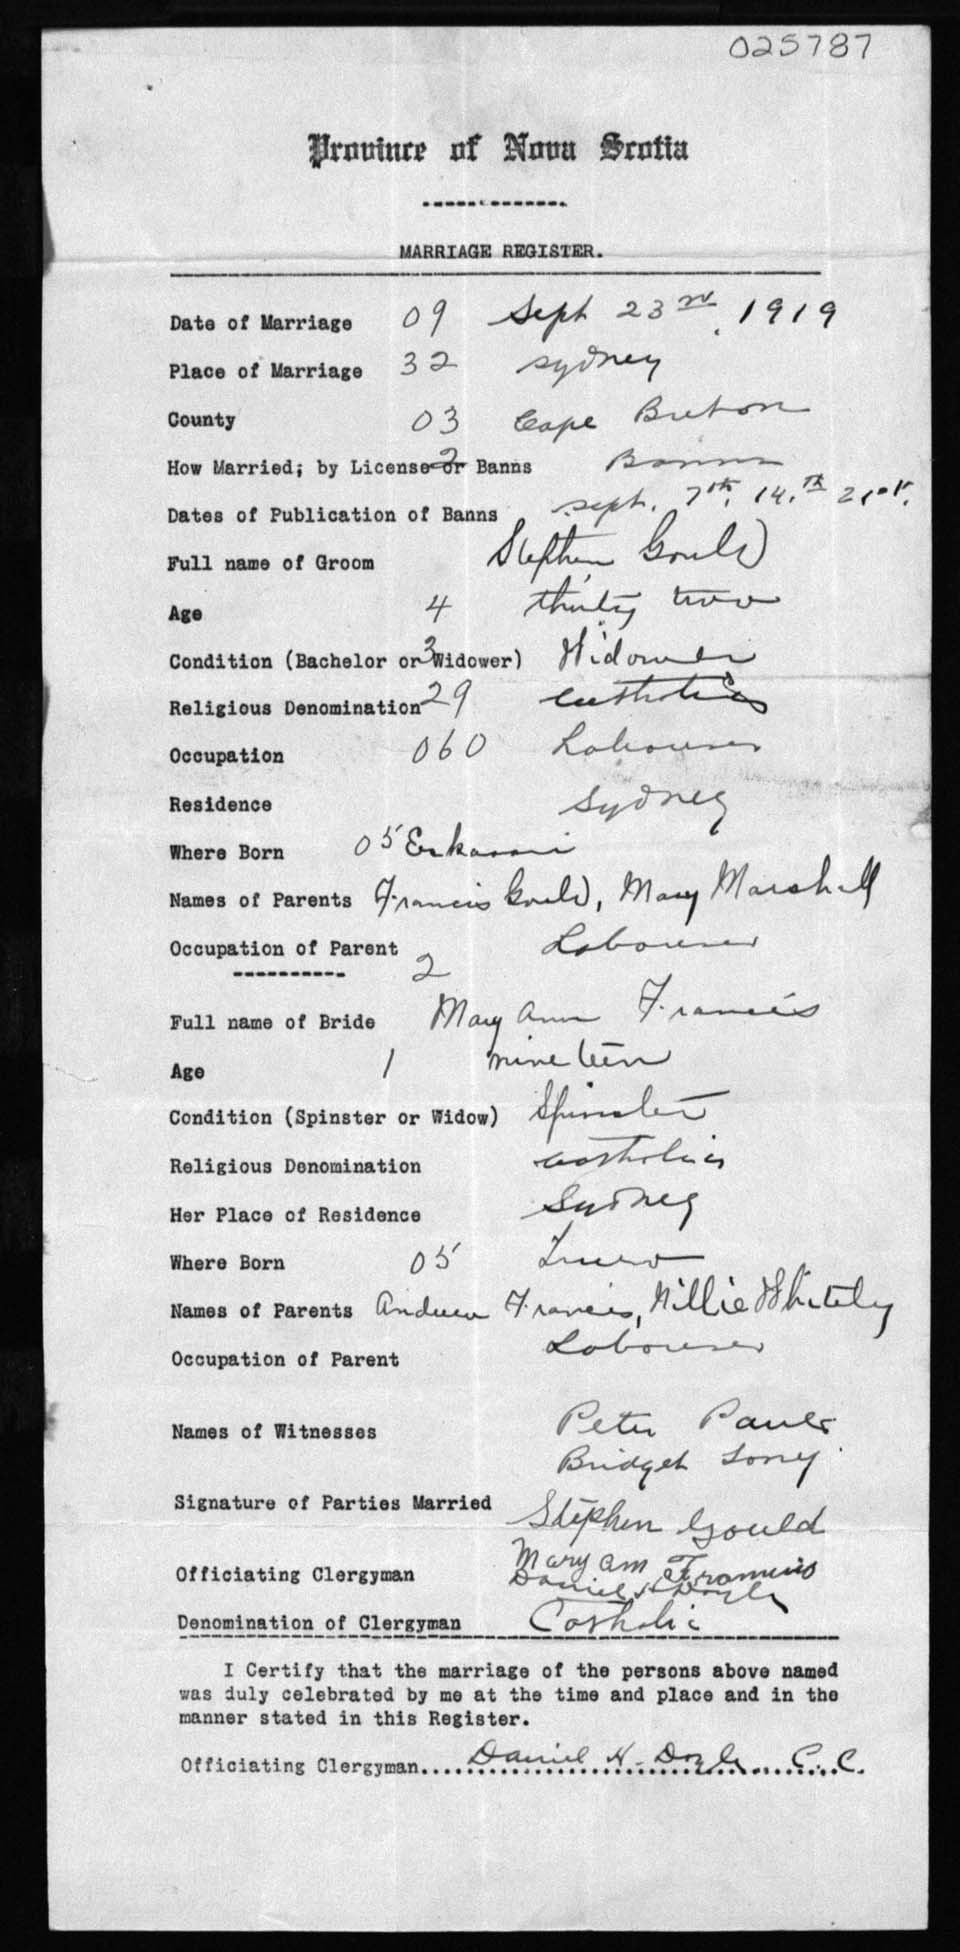 025787
Province of Nova Scotia
MARRIAGE REGISTER.
Date of Marriage 09 Sept 23rd, 1919
Place of Marriage 32 Sydney
County 03 Cape Breton
How Married; by License or Banns 2 Banns
Dates of Publication of Banns Sept. 7th, 14.th 21st.
Full name of Groom Stephen Gould
Age 4 thirty two
Condition (Bachelor or Widower) 3 Widower
Religious Denomination 29 Catholic
Occupation 060 Labourer
Residence Sydney
Where Born 05 Eskasoni
Names of Parents Francis Gould, Mary Marshall
Occupation of Parent Labourer
2
Full name of Bride Mary Ann Francis
Age 1 nineteen
Condition (Spinster or Widow) Spinster
Religious Denomination Catholic
Her Place of Residence Sydney
Where Born 05 Truro
Names of Parents Andrew Francis, Millie Whiteley
Occupation of Parent Labourer
Names of Witnesses Peter Paul
Bridget
Signature of Parties Married Stephen Gould
Mary Ann Francis
Officiating Clergyman Daniel H Doyle
Denomination of Clergyman Catholic
I Certify that the marriage of the persons above named
was duly celebrated by me at the time and place and in the
manner stated in this Register.
Officiating Clergyman Daniel H. Doyle C.C.